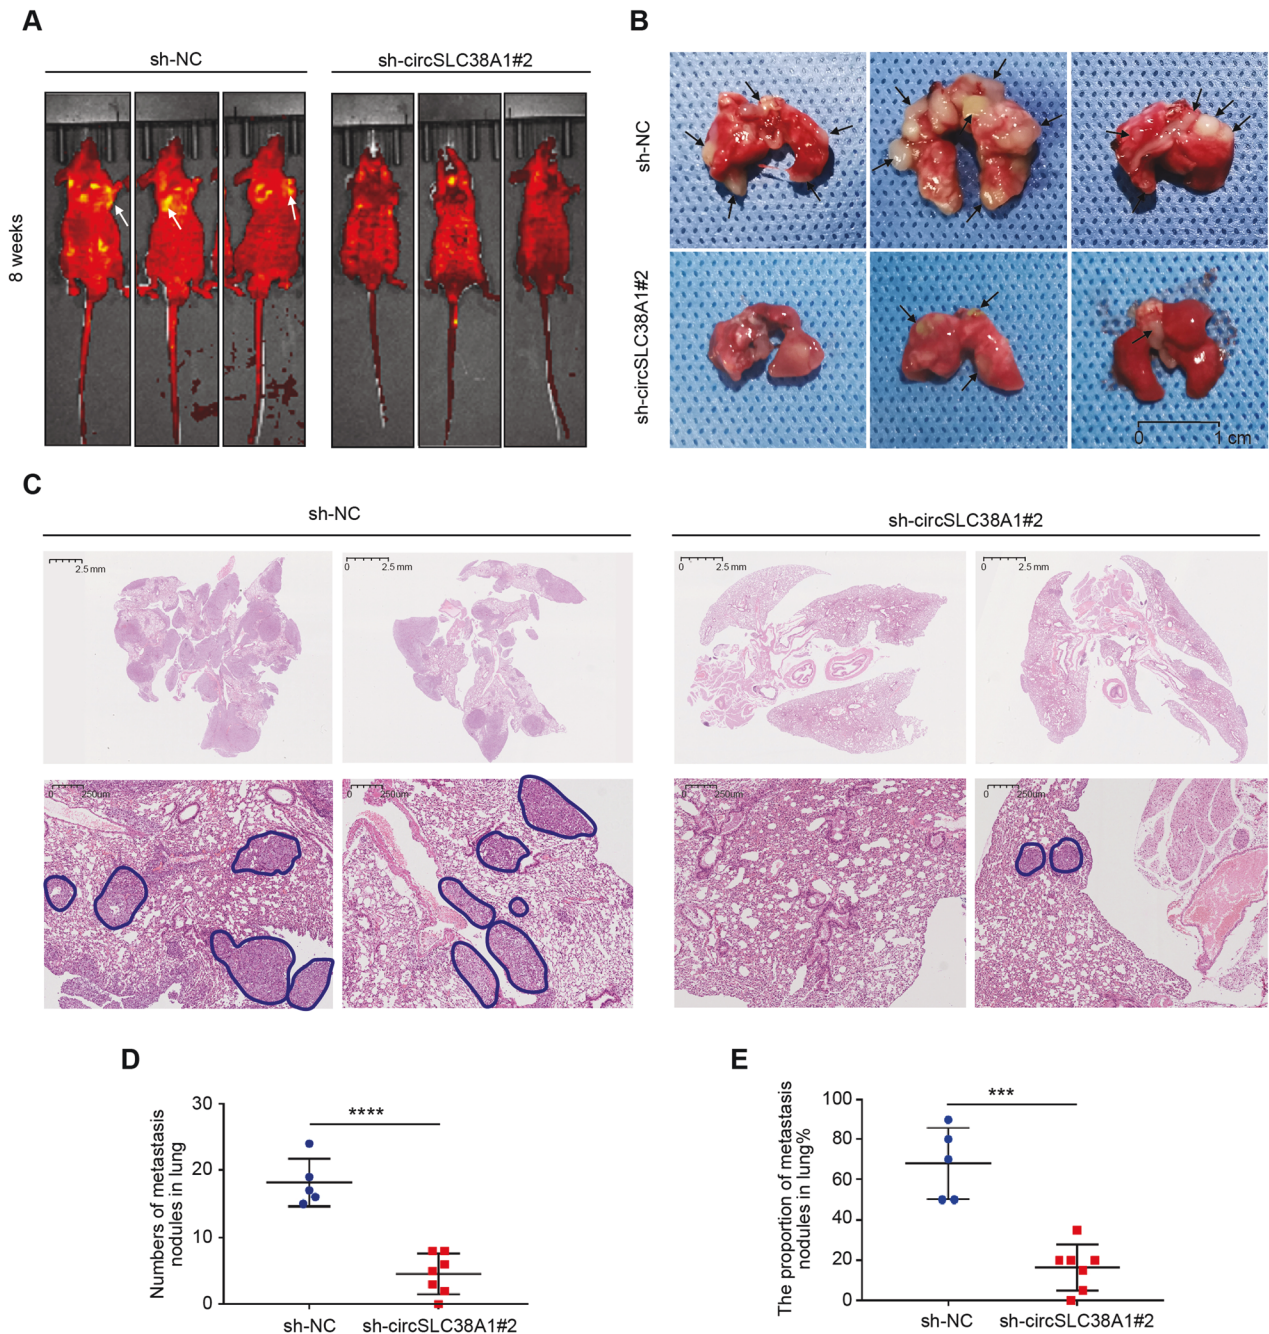 A
sh-NC
sh-circSLC38A1#2
8 weeks
B
sh-NC
sh-circSLC38A1#2
0 1 cm
C
sh-NC
sh-circSLC38A1#2
2.5 mm
0 2.5 mm
0 2.5 mm
0 2.5 mm
0 250um
0 250um
0 250um
0 250um
D
Numbers of metastasis
nodules in lung
30
20
10
0
****
sh-NC
sh-circSLC38A1#2
E
The proportion of metastasis
nodules in lung%
100
80
60
40
20
0
***
sh-NC
sh-circSLC38A1#2